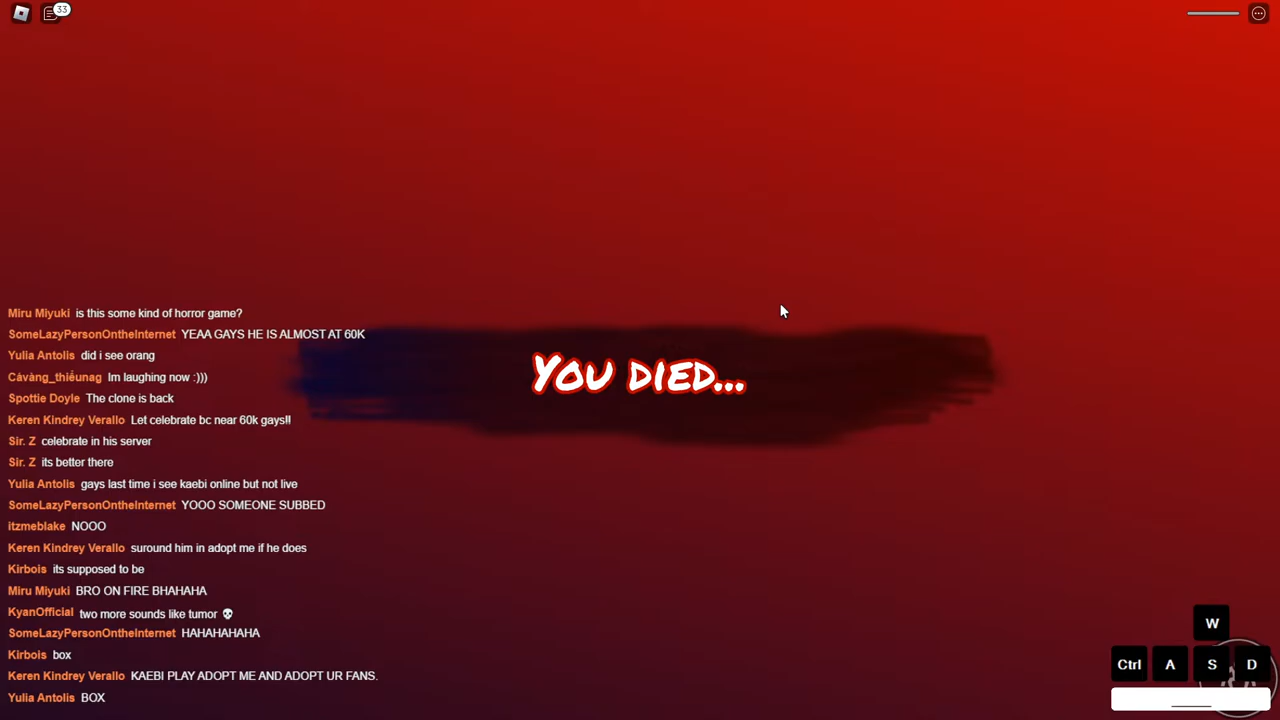 33
Miru Miyuki is this some kind of horror game?
SomeLazyPersonOntheInternet YEAA GAYS HE IS ALMOST AT 60K
Yulia Antolis did i see orang
Cávàng_thiếunag Im laughing now :)))
Spottie Doyle The clone is back
You died...
Keren Kindrey Verallo Let celebrate bc near 60k gays!!
Sir. Z celebrate in his server
Sir. Z its better there
Yulia Antolis gays last time i see kaebi online but not live
SomeLazyPersonOntheInternet YOOO SOMEONE SUBBED
itzmeblake NOOO
Keren Kindrey Verallo suround him in adopt me if he does
Kirbois its supposed to be
Miru Miyuki BRO ON FIRE BHAHAHA
KyanOfficial two more sounds like tumor 💀
SomeLazyPersonOntheInternet HAHAHAHAHA
Kirbois box
Keren Kindrey Verallo KAEBI PLAY ADOPT ME AND ADOPT UR FANS.
Yulia Antolis BOX
W
Ctrl A S D